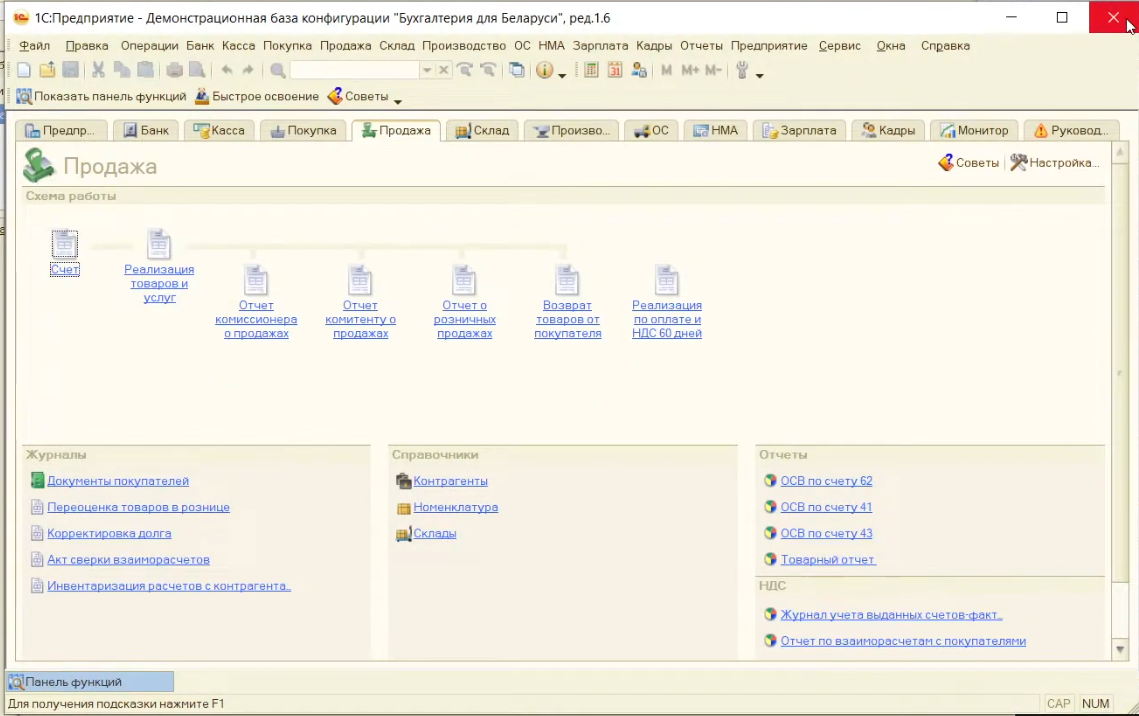 1С:Предприятие - Демонстрационная база конфигурации "Бухгалтерия для Беларуси", ред.1.6
Файл Правка Операции Банк Касса Покупка Продажа Склад Производство ОС НМА Зарплата Кадры Отчеты Предприятие Сервис Окна Справка
M M+ M-
Показать панель функций Быстрое освоение Советы
Предпр... Банк Касса Покупка Продажа Склад Произво... ОС НМА Зарплата Кадры Монитор Руковод...
Продажа
Советы Настройка...
Схема работы
Счет
Реализация
товаров и
услуг
Отчет
комиссионера
о продажах
Отчет
комитенту о
продажах
Отчет о
розничных
продажах
Возврат
товаров от
покупателя
Реализация
по оплате и
НДС 60 дней
Журналы
Документы покупателей
Переоценка товаров в рознице
Корректировка долга
Акт сверки взаиморасчетов
Инвентаризация расчетов с контрагента..
Справочники
Контрагенты
Номенклатура
Склады
Отчеты
ОСВ по счету 62
ОСВ по счету 41
ОСВ по счету 43
Товарный отчет
НДС
Журнал учета выданных счетов-факт..
Отчет по взаиморасчетам с покупателями
Панель функций
Для получения подсказки нажмите F1
CAP NUM